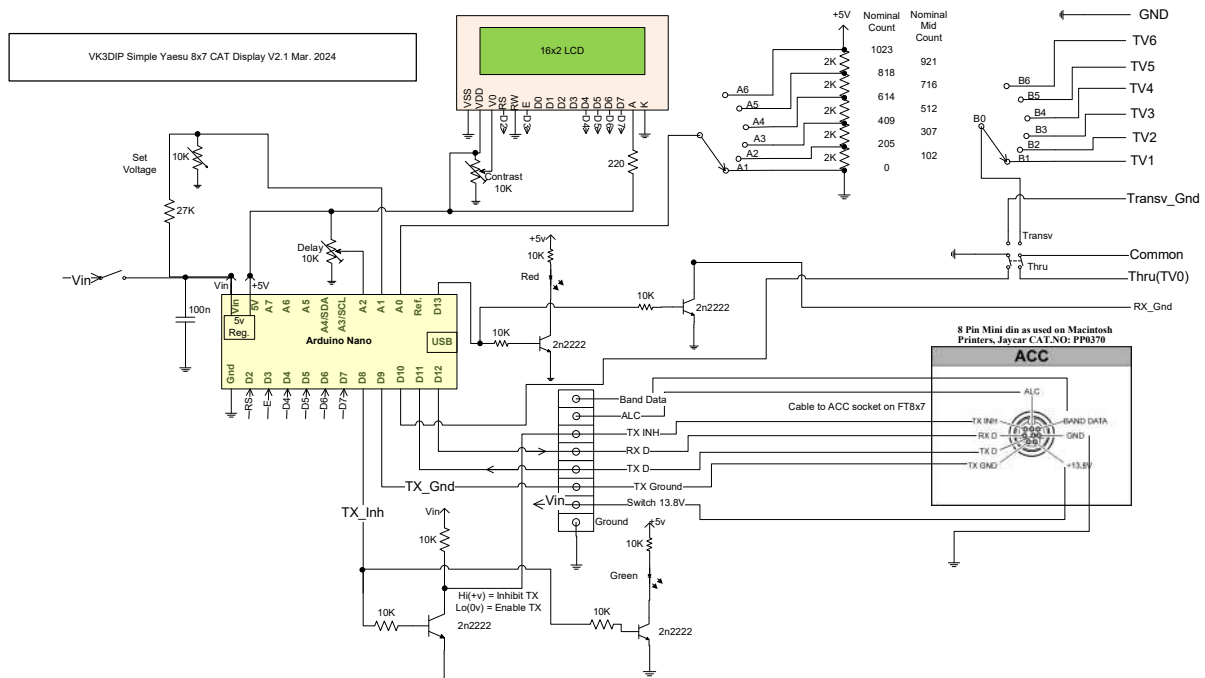 VK3DIP Simple Yaesu 8x7 CAT Display V2.1 Mar. 2024
16x2 LCD
VSS
VDD
V0
RS
RW
E
D0
D1
D2
D3
D4
D5
D6
D7
A
K
D2
D3
D4
D5
D6
D7
Contrast
10K
220
+5V
Nominal
Count
Nominal
Mid
Count
1023
818
614
409
205
0
921
716
512
307
102
2K
2K
2K
2K
2K
A6
A5
A4
A3
A2
A1
B6
B5
B4
B3
B2
B1
B0
GND
TV6
TV5
TV4
TV3
TV2
TV1
Transv_Gnd
Transv
Common
Thru
Thru(TV0)
RX_Gnd
Set
Voltage
10K
27K
Delay
10K
Vin
100n
Vin
+5V
Vin
5V
A7
A6
A5
A4/SDA
A3/SCL
A2
A1
A0
Ref.
D13
5v
Reg.
Arduino Nano
USB
Gnd
D2
D3
D4
D5
D6
D7
D8
D9
D10
D11
D12
RS
E
D4
D5
D6
D7
+5v
10K
Red
10K
2n2222
10K
2n2222
8 Pin Mini din as used on Macintosh
Printers, Jaycar CAT.NO: PP0370
ACC
ALC
TX INH
BAND DATA
RX D
GND
TX D
TX GND
+13.8V
Cable to ACC socket on FT8x7
Band Data
ALC
TX INH
RX D
TX D
TX Ground
Switch 13.8V
Ground
TX_Gnd
Vin
TX_Inh
Vin
10K
Hi(+v) = Inhibit TX
Lo(0v) = Enable TX
10K
2n2222
+5v
10K
Green
10K
2n2222